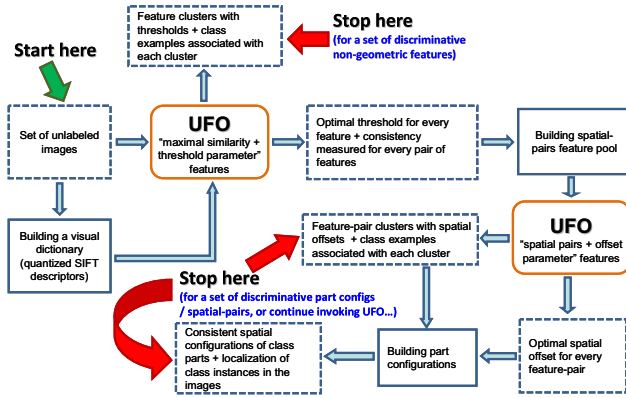 Feature clusters with
thresholds + class
examples associated with
each cluster
Stop here
(for a set of discriminative
non-geometric features)
Start here
Set of unlabeled
images
UFO
“maximal similarity +
threshold parameter”
features
Optimal threshold for every
feature + consistency
measured for every pair of
features
Building spatial-
pairs feature pool
Building a visual
dictionary
(quantized SIFT
descriptors)
Feature-pair clusters with spatial
offsets + class examples
associated with each cluster
UFO
“spatial pairs + offset
parameter” features
Stop here
(for a set of discriminative part configs
/ spatial-pairs, or continue invoking UFO…)
Consistent spatial
configurations of class
parts + localization of
class instances in the
images
Building part
configurations
Optimal spatial
offset for every
feature-pair